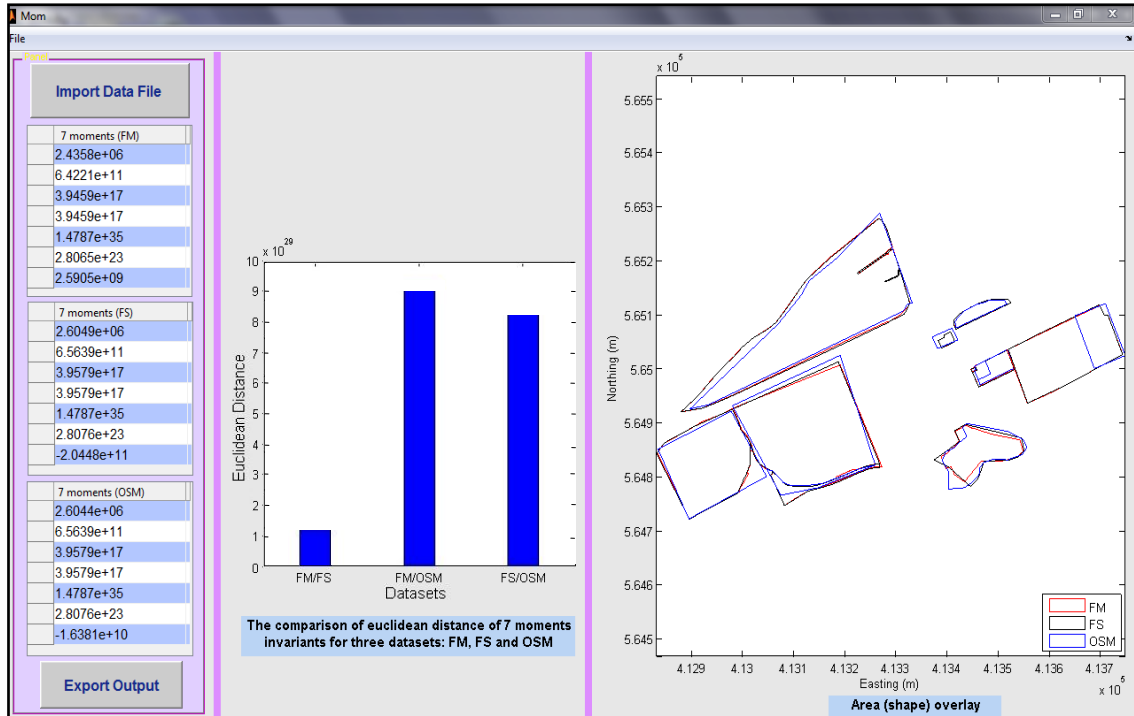 Mom
File
Import Data File
7 moments (FM)
2.4358e+06
6.4221e+11
3.9459e+17
3.9459e+17
1.4787e+35
2.8065e+23
2.5905e+09
7 moments (FS)
2.6049e+06
6.5639e+11
3.9579e+17
3.9579e+17
1.4787e+35
2.8076e+23
-2.0448e+11
7 moments (OSM)
2.6044e+06
6.5639e+11
3.9579e+17
3.9579e+17
1.4787e+35
2.8076e+23
-1.6381e+10
Export Output
x 10^29
10
9
8
7
6
5
4
3
2
1
0
Euclidean Distance
FM/FS
FM/OSM
FS/OSM
Datasets
The comparison of euclidean distance of 7 moments
invariants for three datasets: FM, FS and OSM
x 10^5
5.655
5.654
5.653
5.652
5.651
5.65
5.649
5.648
5.647
5.646
5.645
Northing (m)
FM
FS
OSM
4.129
4.13
4.131
4.132
4.133
4.134
4.135
4.136
4.137
Easting (m)
x 10^5
Area (shape) overlay